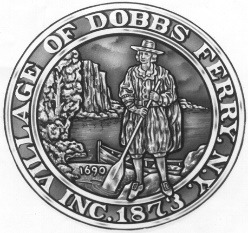 VILLAGE OF DOBBS FERRY, N.Y.
INC. 1873
1690